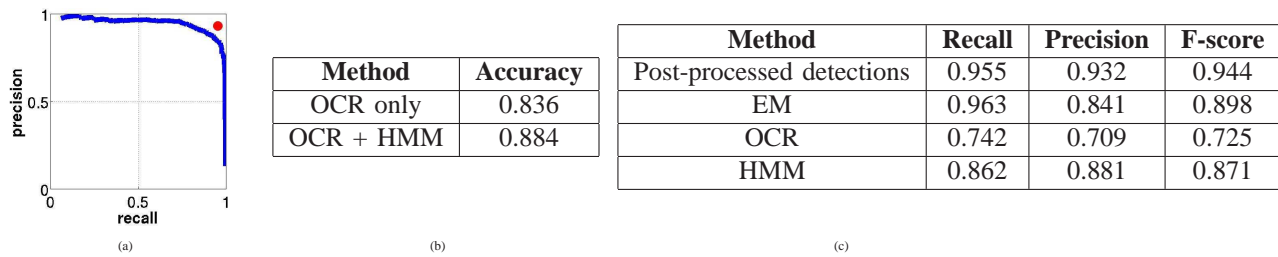 1
precision
0.5
0
0 0.5 1
recall
(a)
Method Accuracy
OCR only 0.836
OCR + HMM 0.884
(b)
Method Recall Precision F-score
Post-processed detections 0.955 0.932 0.944
EM 0.963 0.841 0.898
OCR 0.742 0.709 0.725
HMM 0.862 0.881 0.871
(c)